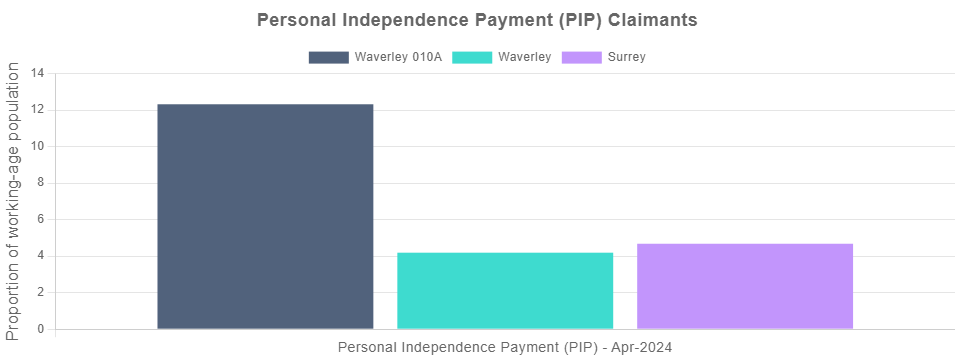 Personal Independence Payment (PIP) Claimants
Waverley 010A Waverley Surrey
Proportion of working-age population
14
12
10
8
6
4
2
0
Personal Independence Payment (PIP) - Apr-2024